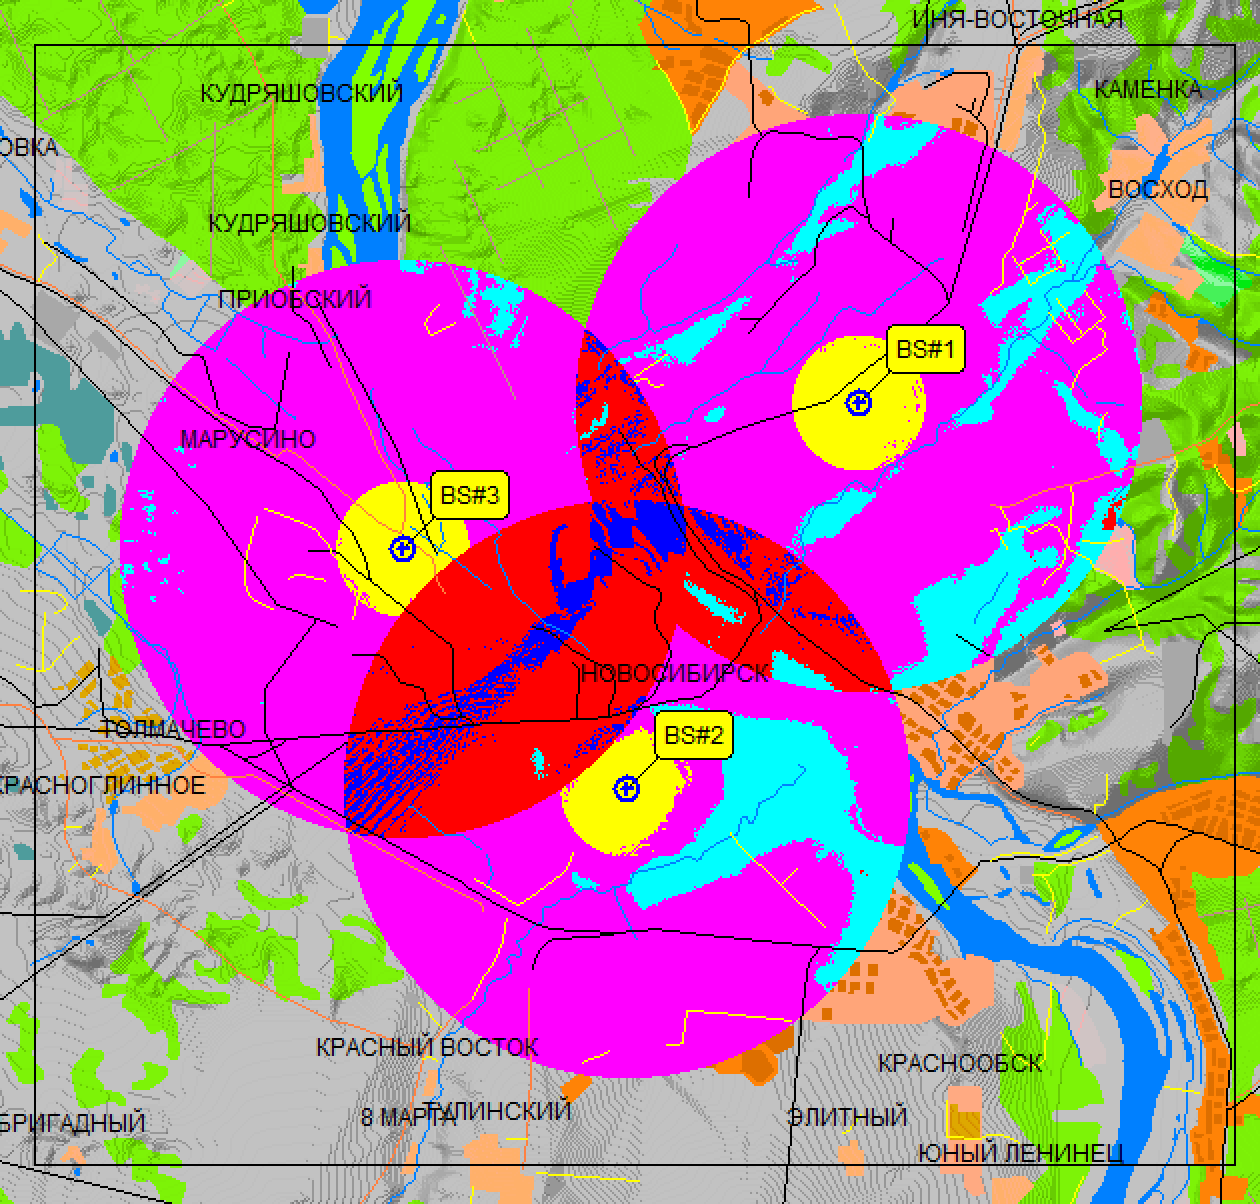 ИНЯ-ВОСТОЧНАЯ
КУДРЯШОВСКИЙ
КАМЕНКА
ОВКА
ВОСХОД
КУДРЯШОВСКИЙ
ПРИОБСКИЙ
BS#1
МАРУСИНО
BS#3
НОВОСИБИРСК
ТОЛМАЧЕВО
BS#2
КРАСНОГЛИННОЕ
КРАСНЫЙ ВОСТОК
КРАСНООБСК
БРИГАДНЫЙ
8 МАРТА
ТУЛИНСКИЙ
ЭЛИТНЫЙ
ЮНЫЙ ЛЕНИНЕЦ